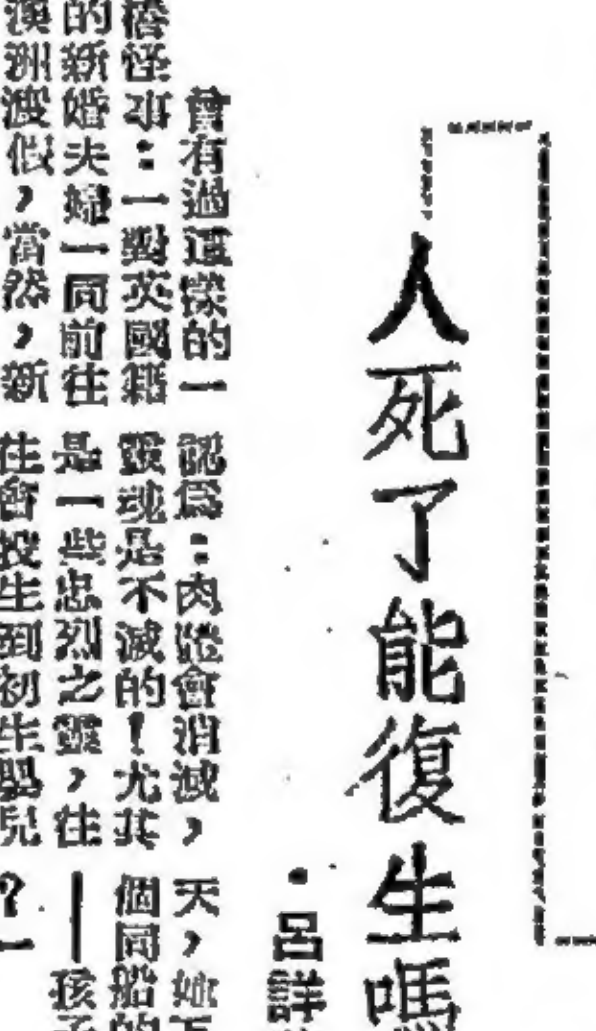 人死了能復生嗎
·呂詳
曾有過這樣的一
樁怪事：一對英國籍
的新婚夫婦一同前往
澳洲渡假，當然，新
認爲：肉體會消滅，
靈魂是不滅的！尤其
是一些忠烈之靈，往
往會投生到初生嬰兒
天，她
個同船的
——孩
？一